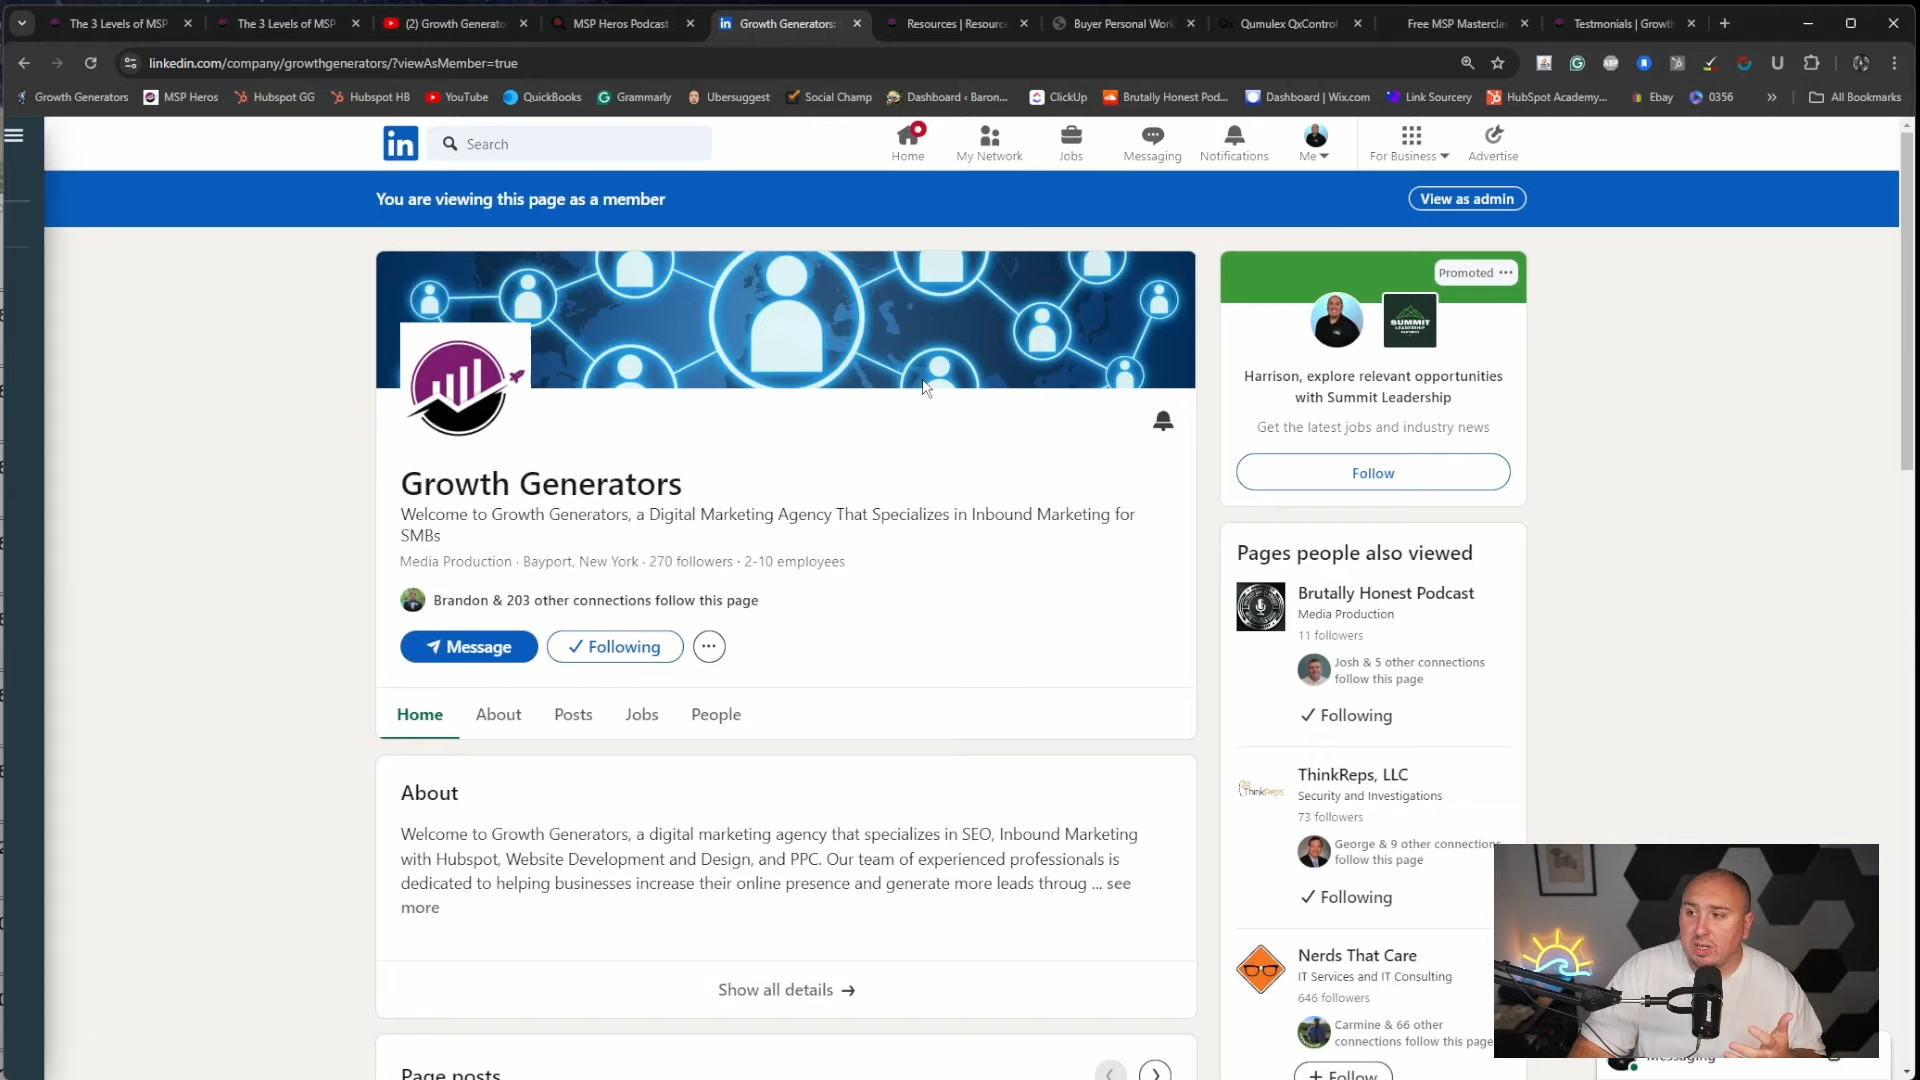 The 3 Levels of MSP
The 3 Levels of MSP
(2) Growth Generato
MSP Heros Podcast
Growth Generators:
Resources | Resourc
Buyer Personal Wor
Qumulex QxControl
Free MSP Mastercla
Testimonials | Growt
linkedin.com/company/growthgenerators/?viewAsMember=true
Growth Generators
MSP Heros
Hubspot GG
Hubspot HB
YouTube
QuickBooks
Grammarly
Ubersuggest
Social Champ
Dashboard ‹ Baron...
ClickUp
Brutally Honest Pod...
Dashboard | Wix.com
Link Sourcery
HubSpot Academy...
Ebay
0356
All Bookmarks
in
Search
Home
My Network
Jobs
Messaging
Notifications
Me
For Business
Advertise
You are viewing this page as a member
View as admin
Growth Generators
Welcome to Growth Generators, a Digital Marketing Agency That Specializes in Inbound Marketing for
SMBs
Media Production · Bayport, New York · 270 followers · 2-10 employees
Brandon & 203 other connections follow this page
Message
Following
Home
About
Posts
Jobs
People
About
Welcome to Growth Generators, a digital marketing agency that specializes in SEO, Inbound Marketing
with Hubspot, Website Development and Design, and PPC. Our team of experienced professionals is
dedicated to helping businesses increase their online presence and generate more leads throug ... see
more
Show all details →
Page posts
Promoted
SUMMIT
LEADERSHIP
Harrison, explore relevant opportunities
with Summit Leadership
Get the latest jobs and industry news
Follow
Pages people also viewed
Brutally Honest Podcast
Media Production
11 followers
Josh & 5 other connections
follow this page
Following
ThinkReps
ThinkReps, LLC
Security and Investigations
73 followers
George & 9 other connections
follow this page
Following
Nerds That Care
IT Services and IT Consulting
646 followers
Carmine & 66 other
connections follow this page
+ Follow
Messaging